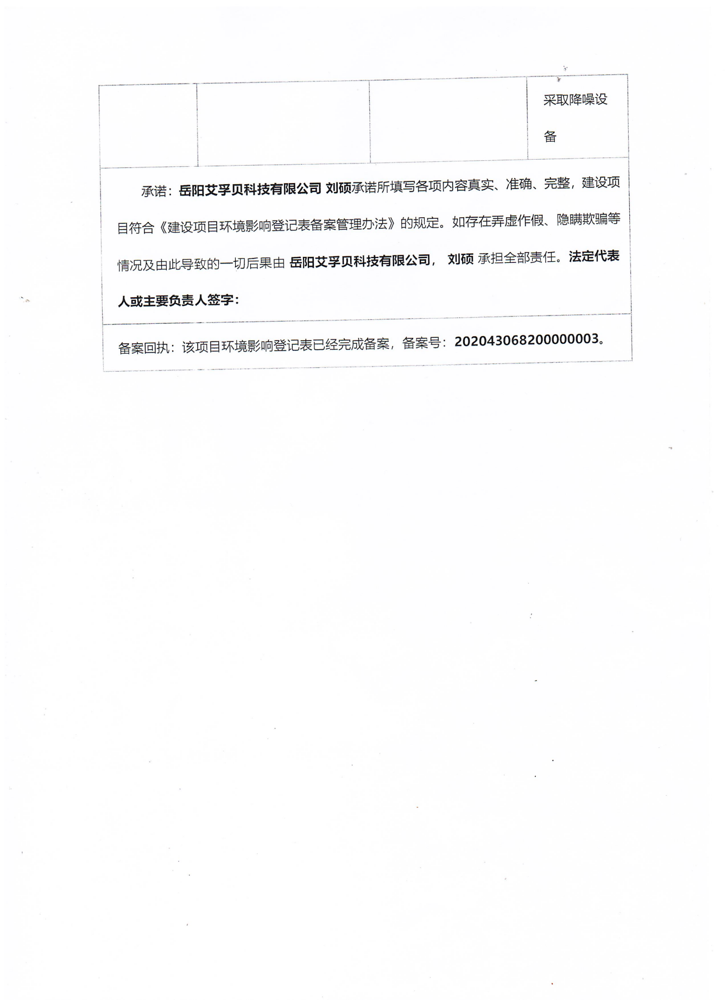 采取降噪设
备
承诺：岳阳艾孚贝科技有限公司 刘硕承诺所填写各项内容真实、准确、完整，建设项
目符合《建设项目环境影响登记表备案管理办法》的规定。如存在弄虚作假、隐瞒欺骗等
情况及由此导致的一切后果由 岳阳艾孚贝科技有限公司， 刘硕 承担全部责任。法定代表
人或主要负责人签字：
备案回执：该项目环境影响登记表已经完成备案，备案号：202043068200000003。